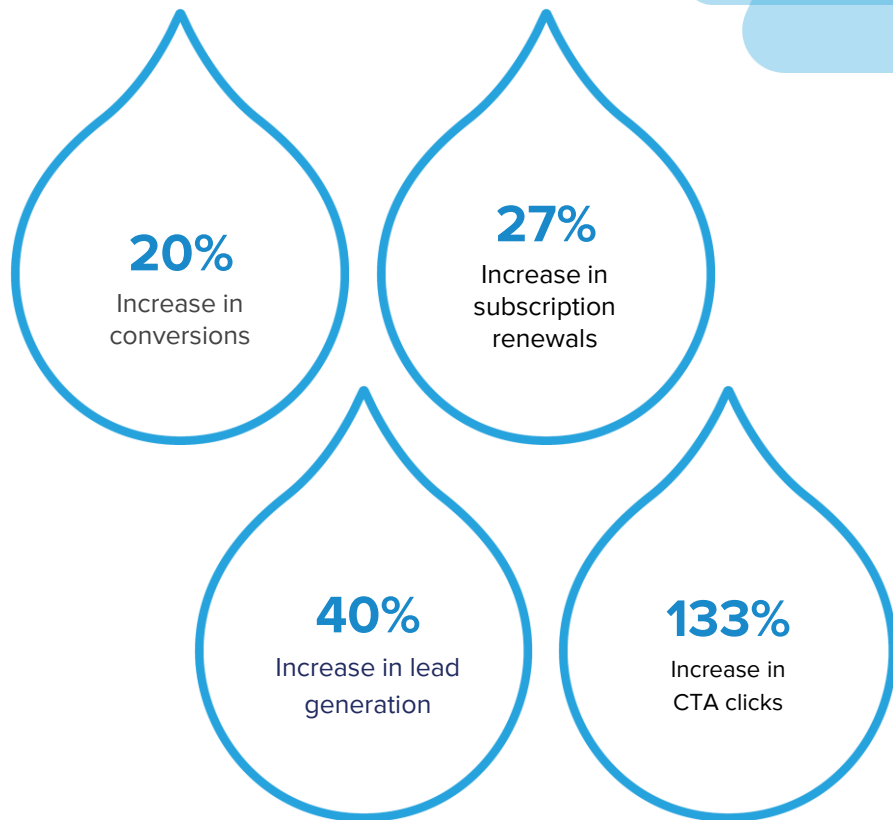 20%
Increase in
conversions
27%
Increase in
subscription
renewals
40%
Increase in lead
generation
133%
Increase in
CTA clicks